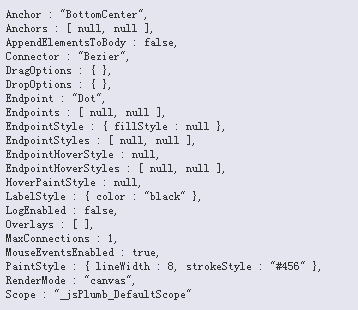 Anchor : "BottomCenter",
Anchors : [ null, null ],
AppendElementsToBody : false,
Connector : "Bezier",
DragOptions : { },
DropOptions : { },
Endpoint : "Dot",
Endpoints : [ null, null ],
EndpointStyle : { fillStyle : null },
EndpointStyles : [ null, null ],
EndpointHoverStyle : null,
EndpointHoverStyles : [ null, null ],
HoverPaintStyle : null,
LabelStyle : { color : "black" },
LogEnabled : false,
Overlays : [ ],
MaxConnections : 1,
MouseEventsEnabled : true,
PaintStyle : { lineWidth : 8, strokeStyle : "#456" },
RenderMode : "canvas",
Scope : "_jsPlumb_DefaultScope"